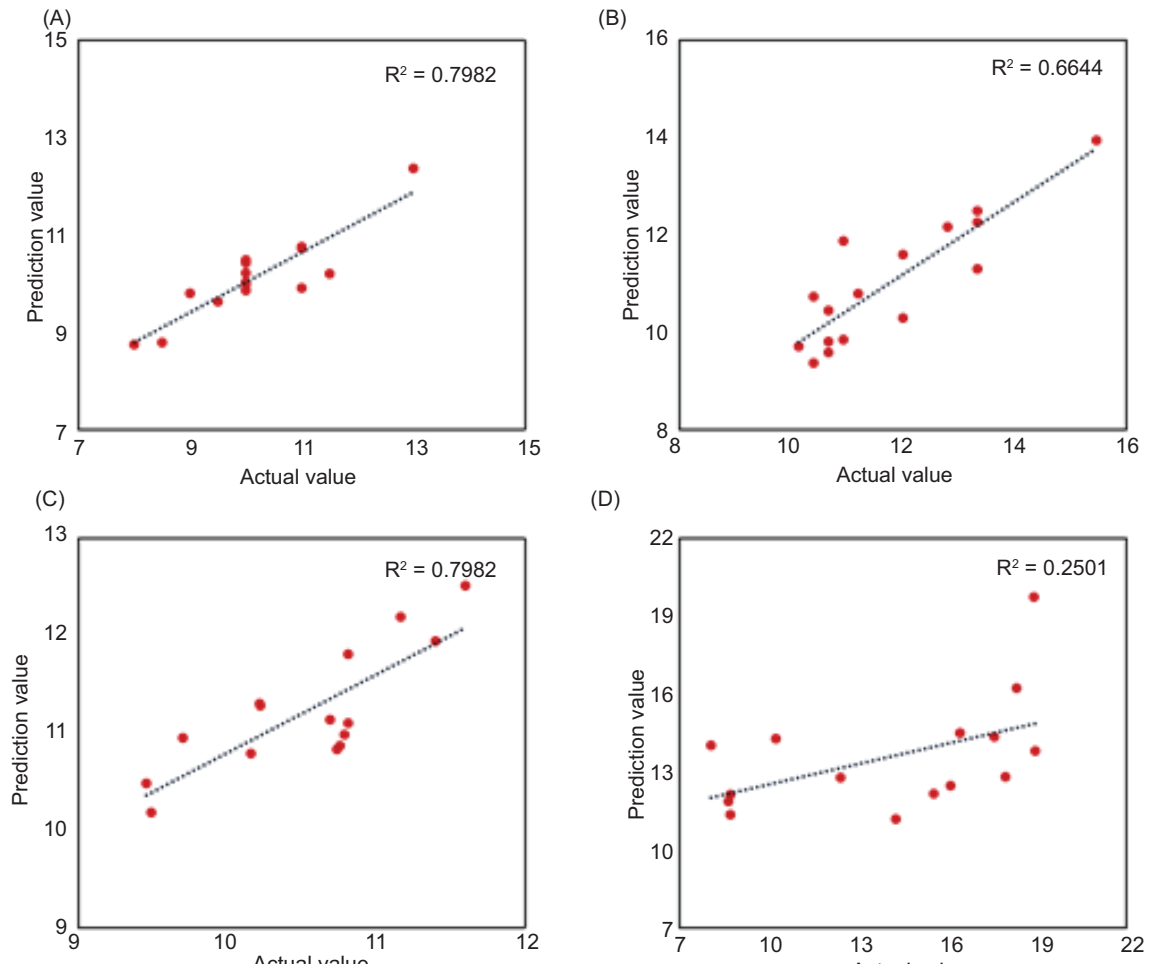 (A)
15
13
11
9
7
Prediction value
R² = 0.7982
7 9 11 13 15
Actual value
(B)
16
14
12
10
8
Prediction value
R² = 0.6644
8 10 12 14 16
Actual value
(C)
13
12
11
10
9
Prediction value
R² = 0.7982
9 10 11 12
Actual value
(D)
22
19
16
13
10
7
Prediction value
R² = 0.2501
7 10 13 16 19 22